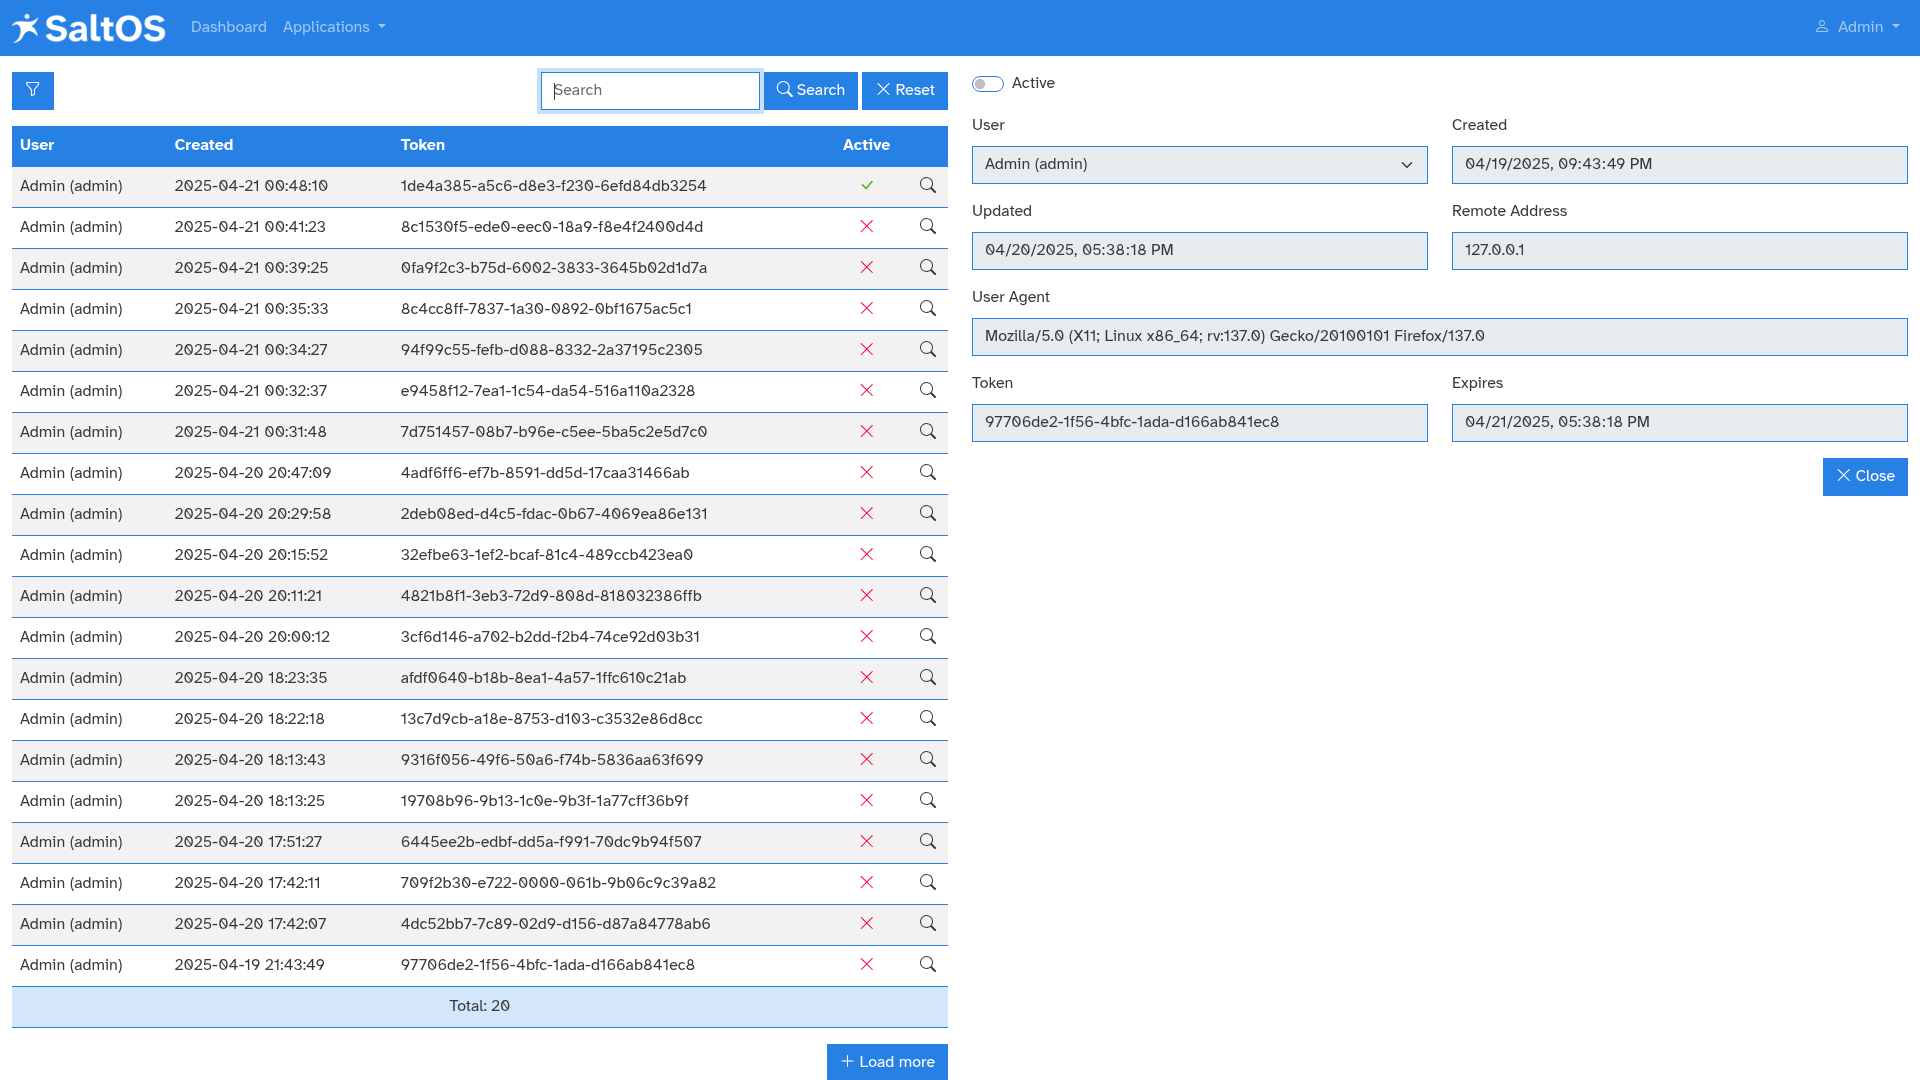 SaltOS Dashboard Applications Admin
Search Search Reset
User Created Token Active
Admin (admin) 2025-04-21 00:48:10 1de4a385-a5c6-d8e3-f230-6efd84db3254
Admin (admin) 2025-04-21 00:41:23 8c1530f5-ede0-eec0-18a9-f8e4f2400d4d
Admin (admin) 2025-04-21 00:39:25 0fa9f2c3-b75d-6002-3833-3645b02d1d7a
Admin (admin) 2025-04-21 00:35:33 8c4cc8ff-7837-1a30-0892-0bf1675ac5c1
Admin (admin) 2025-04-21 00:34:27 94f99c55-fefb-d088-8332-2a37195c2305
Admin (admin) 2025-04-21 00:32:37 e9458f12-7ea1-1c54-da54-516a110a2328
Admin (admin) 2025-04-21 00:31:48 7d751457-08b7-b96e-c5ee-5ba5c2e5d7c0
Admin (admin) 2025-04-20 20:47:09 4adf6ff6-ef7b-8591-dd5d-17caa31466ab
Admin (admin) 2025-04-20 20:29:58 2deb08ed-d4c5-fdac-0b67-4069ea86e131
Admin (admin) 2025-04-20 20:15:52 32efbe63-1ef2-bcaf-81c4-489ccb423ea0
Admin (admin) 2025-04-20 20:11:21 4821b8f1-3eb3-72d9-808d-818032386ffb
Admin (admin) 2025-04-20 20:00:12 3cf6d146-a702-b2dd-f2b4-74ce92d03b31
Admin (admin) 2025-04-20 18:23:35 afdf0640-b18b-8ea1-4a57-1ffc610c21ab
Admin (admin) 2025-04-20 18:22:18 13c7d9cb-a18e-8753-d103-c3532e86d8cc
Admin (admin) 2025-04-20 18:13:43 9316f056-49f6-50a6-f74b-5836aa63f699
Admin (admin) 2025-04-20 18:13:25 19708b96-9b13-1c0e-9b3f-1a77cff36b9f
Admin (admin) 2025-04-20 17:51:27 6445ee2b-edbf-dd5a-f991-70dc9b94f507
Admin (admin) 2025-04-20 17:42:11 709f2b30-e722-0000-061b-9b06c9c39a82
Admin (admin) 2025-04-20 17:42:07 4dc52bb7-7c89-02d9-d156-d87a84778ab6
Admin (admin) 2025-04-19 21:43:49 97706de2-1f56-4bfc-1ada-d166ab841ec8
Total: 20
Load more
Active
User Created
Admin (admin) 04/19/2025, 09:43:49 PM
Updated Remote Address
04/20/2025, 05:38:18 PM 127.0.0.1
User Agent
Mozilla/5.0 (X11; Linux x86_64; rv:137.0) Gecko/20100101 Firefox/137.0
Token Expires
97706de2-1f56-4bfc-1ada-d166ab841ec8 04/21/2025, 05:38:18 PM
Close